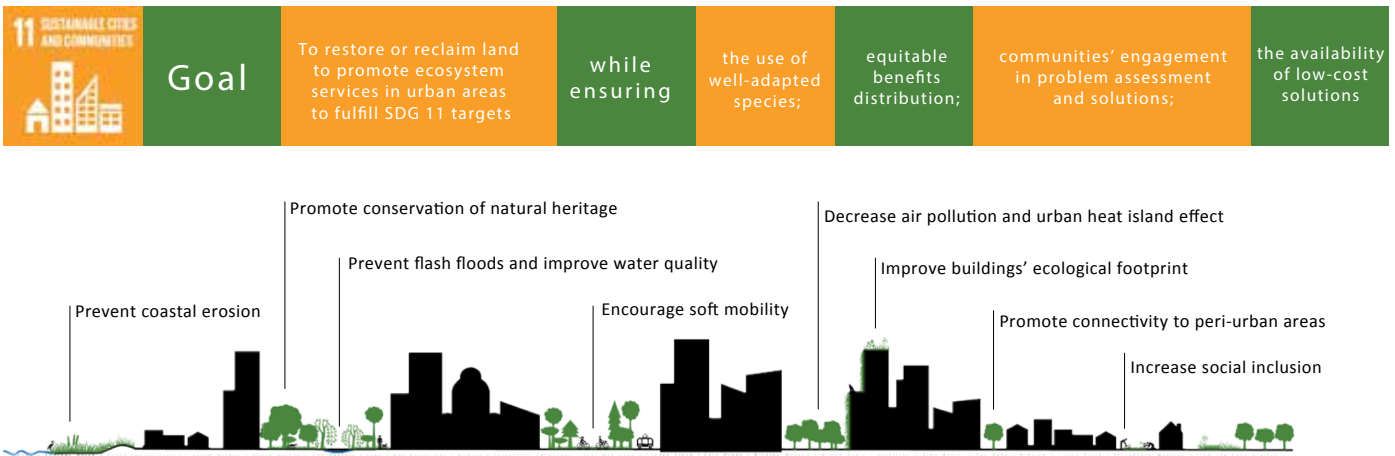 11 SUSTAINABLE CITIES
AND COMMUNITIES
Goal
To restore or reclaim land
to promote ecosystem
services in urban areas
to fulfill SDG 11 targets
while
ensuring
the use of
well-adapted
species;
equitable
benefits
distribution;
communities’ engagement
in problem assessment
and solutions;
the availability
of low-cost
solutions
Promote conservation of natural heritage
Decrease air pollution and urban heat island effect
Prevent flash floods and improve water quality
Improve buildings’ ecological footprint
Prevent coastal erosion
Encourage soft mobility
Promote connectivity to peri-urban areas
Increase social inclusion